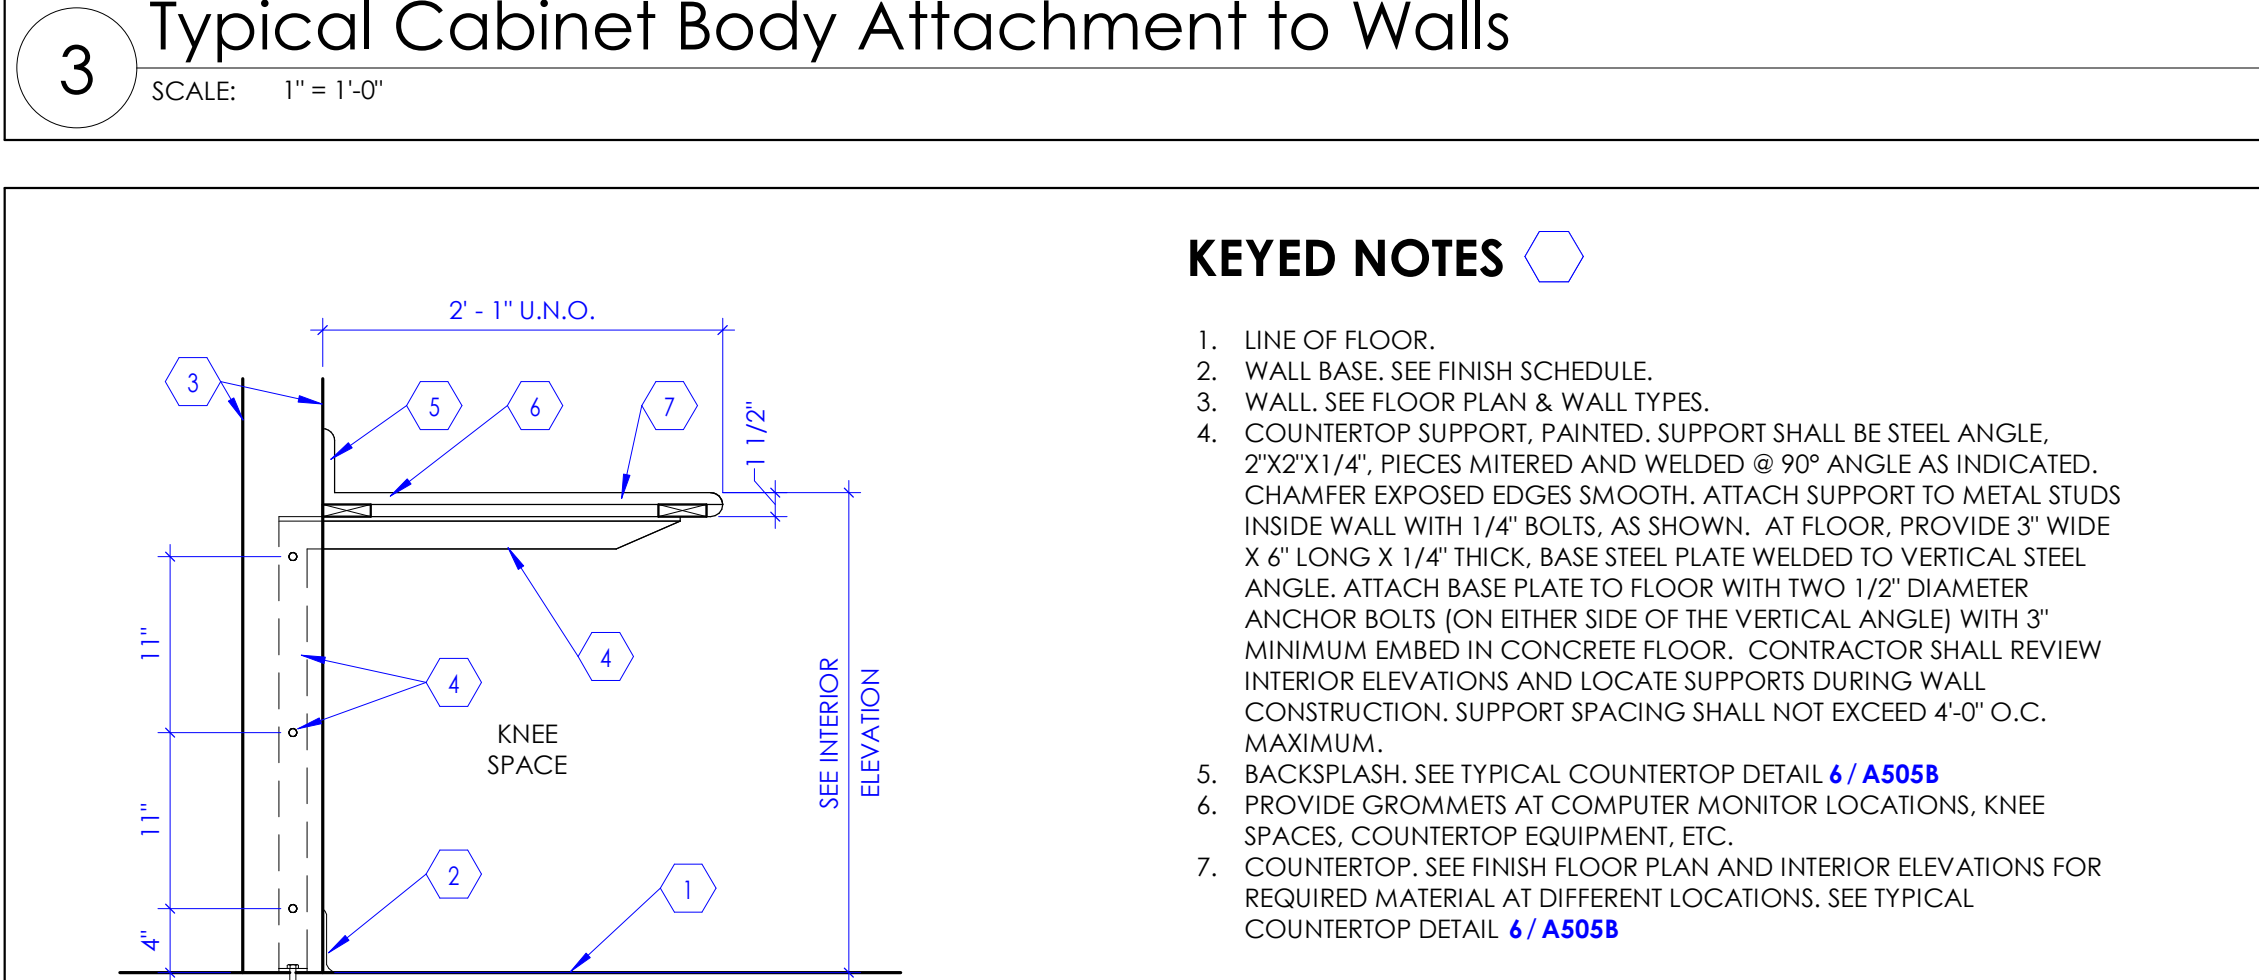 3
Typical Cabinet Body Attachment to Walls
SCALE: 1" = 1'-0"
2' - 1" U.N.O.
3
5
6
7
1 1/2"
11"
4
4
KNEE
SPACE
SEE INTERIOR
ELEVATION
11"
2
1
4"
KEYED NOTES
1. LINE OF FLOOR.
2. WALL BASE. SEE FINISH SCHEDULE.
3. WALL. SEE FLOOR PLAN & WALL TYPES.
4. COUNTERTOP SUPPORT, PAINTED. SUPPORT SHALL BE STEEL ANGLE,
2"X2"X1/4", PIECES MITERED AND WELDED @ 90° ANGLE AS INDICATED.
CHAMFER EXPOSED EDGES SMOOTH. ATTACH SUPPORT TO METAL STUDS
INSIDE WALL WITH 1/4" BOLTS, AS SHOWN. AT FLOOR, PROVIDE 3" WIDE
X 6" LONG X 1/4" THICK, BASE STEEL PLATE WELDED TO VERTICAL STEEL
ANGLE. ATTACH BASE PLATE TO FLOOR WITH TWO 1/2" DIAMETER
ANCHOR BOLTS (ON EITHER SIDE OF THE VERTICAL ANGLE) WITH 3"
MINIMUM EMBED IN CONCRETE FLOOR. CONTRACTOR SHALL REVIEW
INTERIOR ELEVATIONS AND LOCATE SUPPORTS DURING WALL
CONSTRUCTION. SUPPORT SPACING SHALL NOT EXCEED 4'-0" O.C.
MAXIMUM.
5. BACKSPLASH. SEE TYPICAL COUNTERTOP DETAIL 6 / A505B
6. PROVIDE GROMMETS AT COMPUTER MONITOR LOCATIONS, KNEE
SPACES, COUNTERTOP EQUIPMENT, ETC.
7. COUNTERTOP. SEE FINISH FLOOR PLAN AND INTERIOR ELEVATIONS FOR
REQUIRED MATERIAL AT DIFFERENT LOCATIONS. SEE TYPICAL
COUNTERTOP DETAIL 6 / A505B